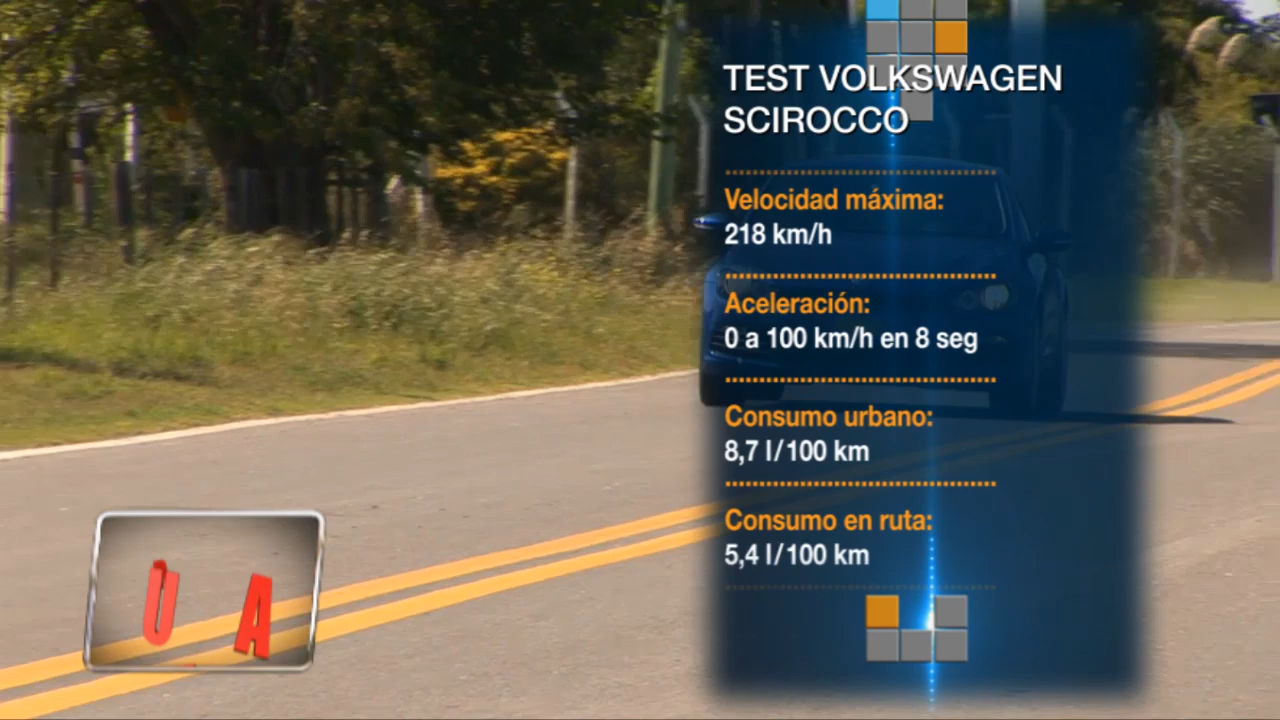 TEST VOLKSWAGEN
SCIROCCO
Velocidad máxima:
218 km/h
Aceleración:
0 a 100 km/h en 8 seg
Consumo urbano:
8,7 l/100 km
Consumo en ruta:
5,4 l/100 km
U A